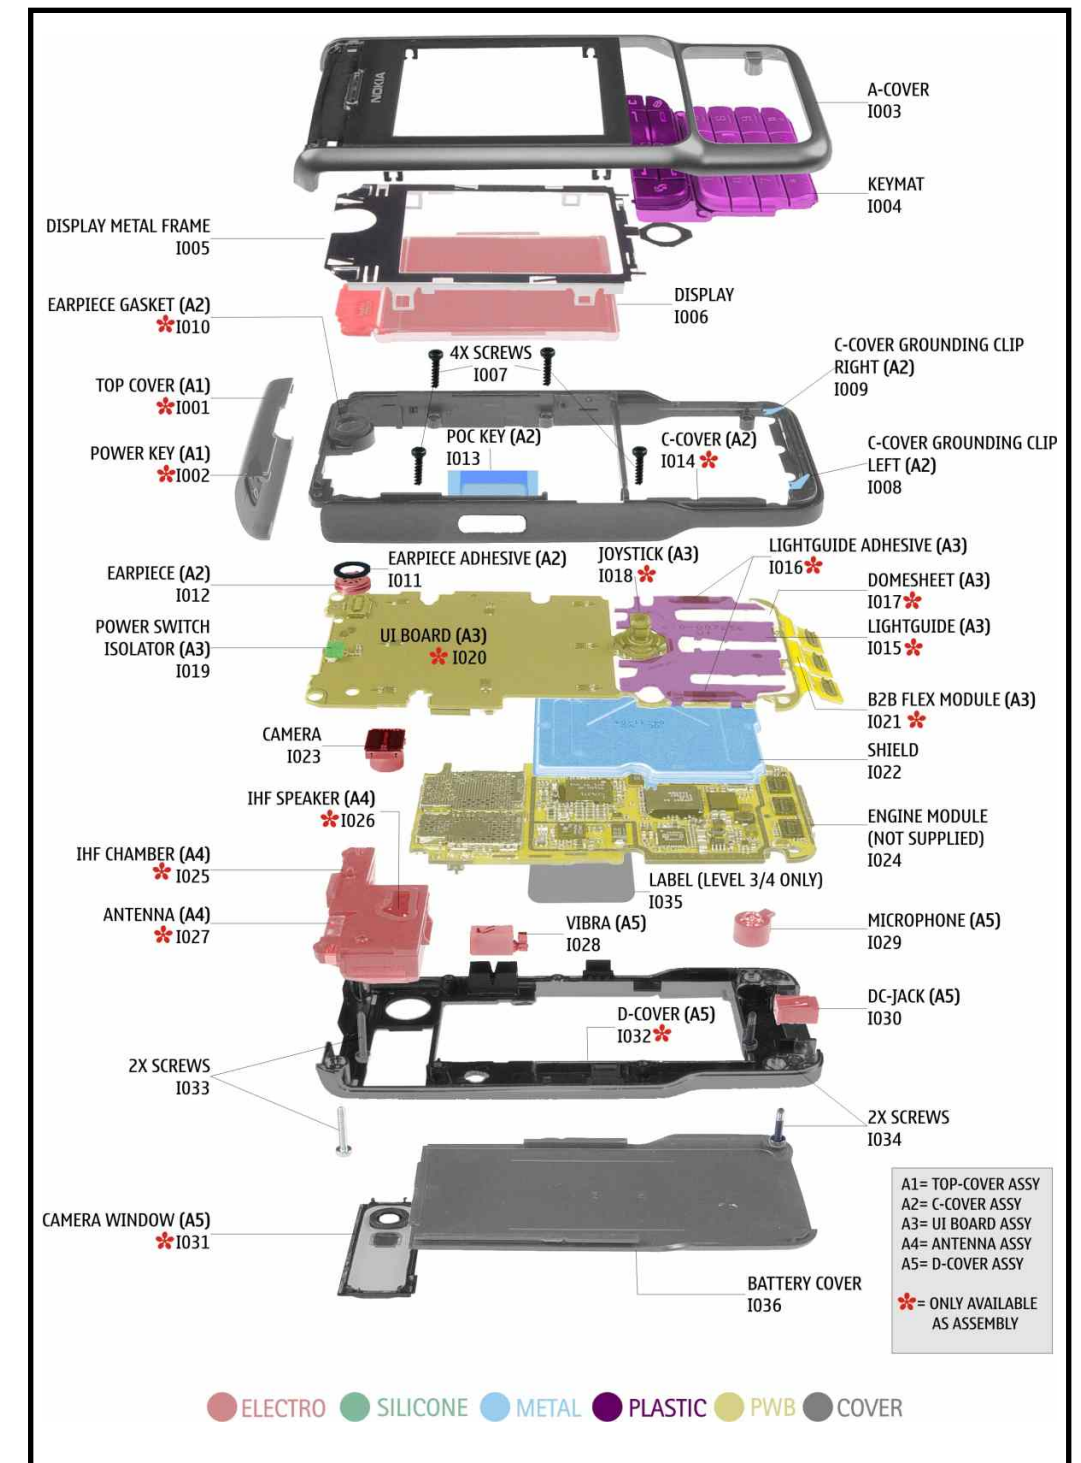 NOKIA
A-COVER
I003
KEYMAT
I004
DISPLAY METAL FRAME
I005
DISPLAY
I006
EARPIECE GASKET (A2)
*I010
4X SCREWS
I007
C-COVER GROUNDING CLIP
RIGHT (A2)
I009
TOP COVER (A1)
*I001
POWER KEY (A1)
*I002
POC KEY (A2)
I013
C-COVER (A2)
I014*
C-COVER GROUNDING CLIP
LEFT (A2)
I008
EARPIECE (A2)
I012
EARPIECE ADHESIVE (A2)
I011
JOYSTICK (A3)
I018*
LIGHTGUIDE ADHESIVE (A3)
I016*
DOMESHEET (A3)
I017*
LIGHTGUIDE (A3)
I015*
POWER SWITCH
ISOLATOR (A3)
I019
UI BOARD (A3)
* I020
B2B FLEX MODULE (A3)
I021 *
CAMERA
I023
SHIELD
I022
IHF SPEAKER (A4)
*I026
ENGINE MODULE
(NOT SUPPLIED)
I024
IHF CHAMBER (A4)
*I025
LABEL (LEVEL 3/4 ONLY)
I035
ANTENNA (A4)
* I027
VIBRA (A5)
I028
MICROPHONE (A5)
I029
DC-JACK (A5)
I030
D-COVER (A5)
I032*
2X SCREWS
I033
2X SCREWS
I034
CAMERA WINDOW (A5)
*I031
BATTERY COVER
I036
A1= TOP-COVER ASSY
A2= C-COVER ASSY
A3= UI BOARD ASSY
A4= ANTENNA ASSY
A5= D-COVER ASSY
*= ONLY AVAILABLE
AS ASSEMBLY
ELECTRO SILICONE METAL PLASTIC PWB COVER